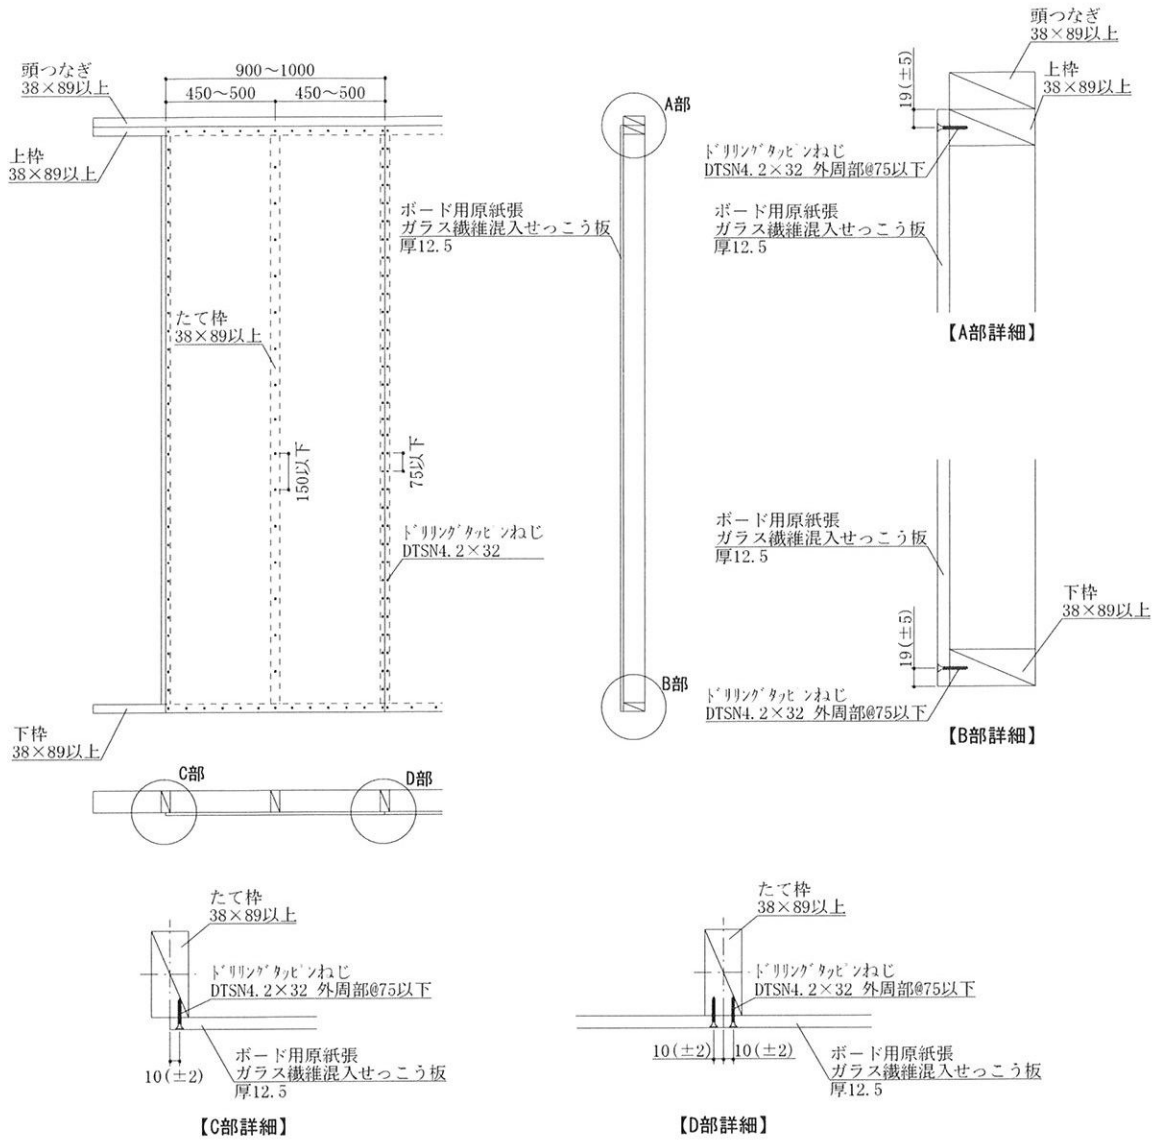 頭つなぎ
38×89以上
上枠
38×89以上
900～1000
450～500
450～500
たて枠
38×89以上
150以下
75以下
ドリリングタッピンねじ
DTSN4.2×32
下枠
38×89以上
C部
D部
A部
ボード用原紙張
ガラス繊維混入せっこう板
厚12.5
B部
頭つなぎ
38×89以上
上枠
38×89以上
19(±5)
ドリリングタッピンねじ
DTSN4.2×32 外周部@75以下
ボード用原紙張
ガラス繊維混入せっこう板
厚12.5
【A部詳細】
ボード用原紙張
ガラス繊維混入せっこう板
厚12.5
下枠
38×89以上
19(±5)
ドリリングタッピンねじ
DTSN4.2×32 外周部@75以下
【B部詳細】
たて枠
38×89以上
ドリリングタッピンねじ
DTSN4.2×32 外周部@75以下
10(±2)
ボード用原紙張
ガラス繊維混入せっこう板
厚12.5
【C部詳細】
たて枠
38×89以上
ドリリングタッピンねじ
DTSN4.2×32 外周部@75以下
10(±2)
10(±2)
ボード用原紙張
ガラス繊維混入せっこう板
厚12.5
【D部詳細】